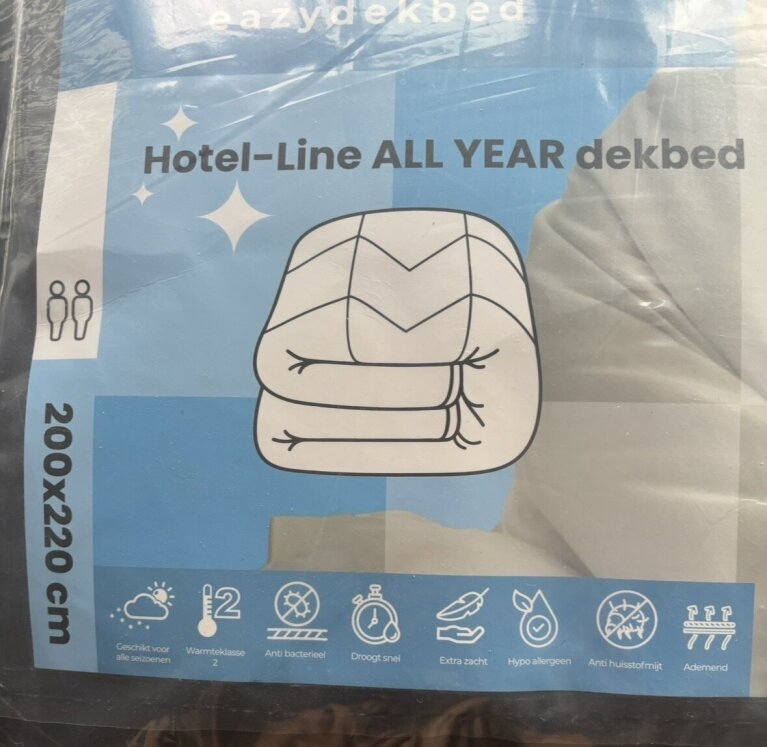 eazydekbed
Hotel-Line ALL YEAR dekbed
200x220 cm
2
Geschikt voor
alle seizoenen
Warmteklasse
2
Anti bacterieel
Droogt snel
Extra zacht
Hypo allergeen
Anti huisstofmijt
Ademend